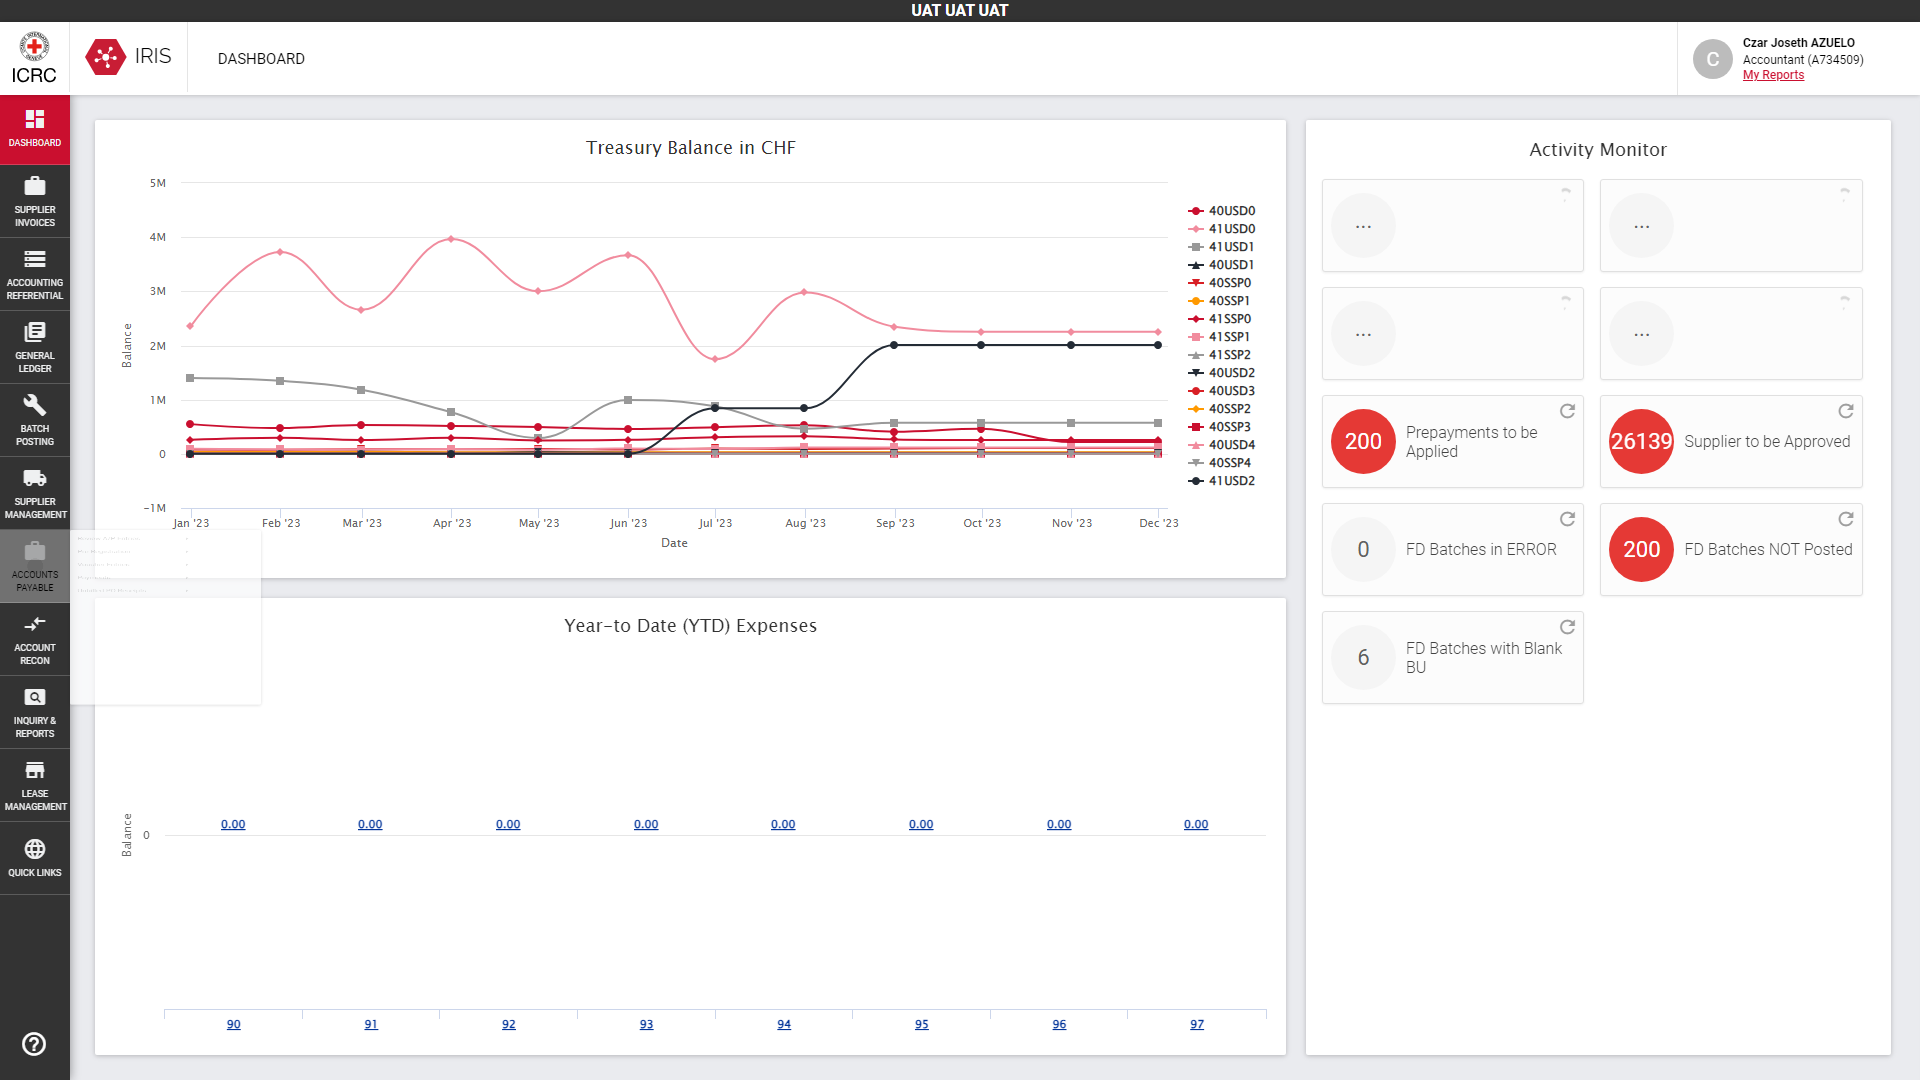 UAT UAT UAT
ICRC
IRIS
DASHBOARD
C
Czar Joseth AZUELO
Accountant (A734509)
My Reports
DASHBOARD
SUPPLIER
INVOICES
ACCOUNTING
REFERENTIAL
GENERAL
LEDGER
BATCH
POSTING
SUPPLIER
MANAGEMENT
ACCOUNTS
PAYABLE
ACCOUNT
RECON
INQUIRY &
REPORTS
LEASE
MANAGEMENT
QUICK LINKS
Treasury Balance in CHF
5M
4M
3M
2M
1M
0
-1M
Balance
Jan '23
Feb '23
Mar '23
Apr '23
May '23
Jun '23
Jul '23
Aug '23
Sep '23
Oct '23
Nov '23
Dec '23
Date
40USD0
41USD0
41USD1
40USD1
40SSP0
40SSP1
41SSP0
41SSP1
41SSP2
40USD2
40USD3
40SSP2
40SSP3
40USD4
40SSP4
41USD2
Year-to Date (YTD) Expenses
Balance
0
0.00
0.00
0.00
0.00
0.00
0.00
0.00
0.00
90
91
92
93
94
95
96
97
Activity Monitor
...
...
...
...
200
Prepayments to be
Applied
26139
Supplier to be Approved
0
FD Batches in ERROR
200
FD Batches NOT Posted
6
FD Batches with Blank
BU